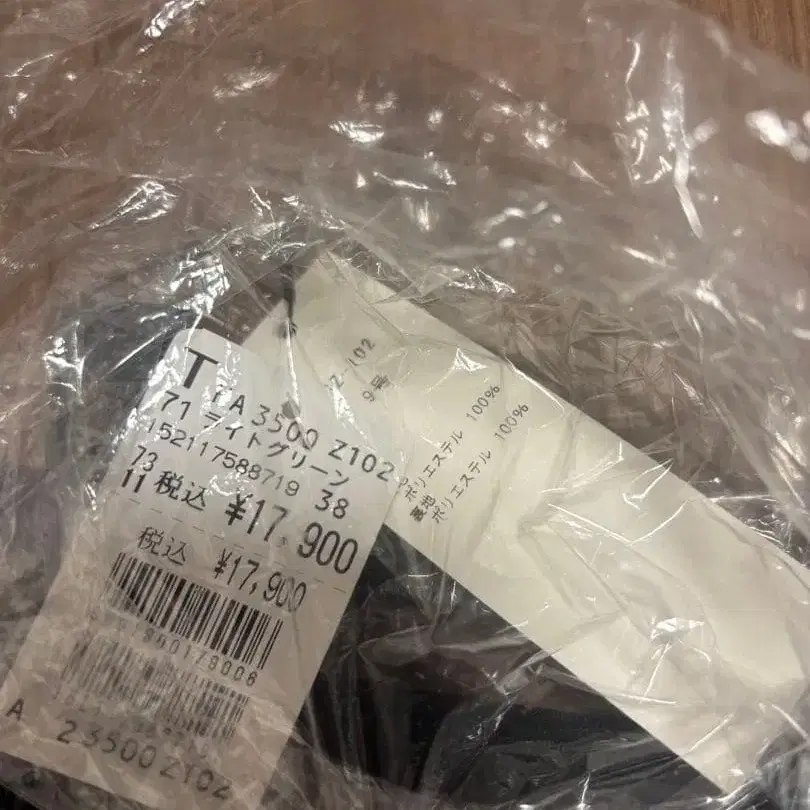 T
TA 3500 Z102
71 ライトグリーン
152117588719 38
73
11 税込 ¥17,900
税込 ¥17,900
A 23500Z102
Z-102
9号
ポリエステル 100%
裏地
ポリエステル 100%